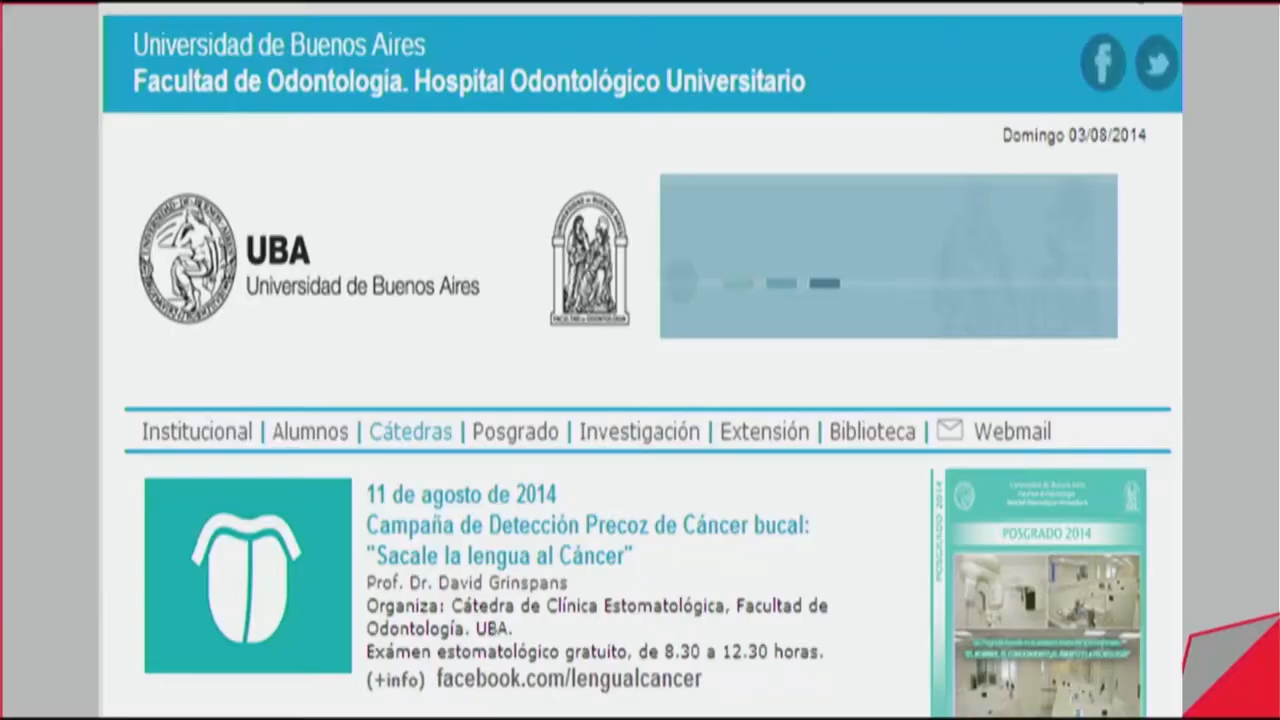 Universidad de Buenos Aires
Facultad de Odontología. Hospital Odontológico Universitario
Domingo 03/08/2014
UBA
Universidad de Buenos Aires
Institucional | Alumnos | Cátedras | Posgrado | Investigación | Extensión | Biblioteca | Webmail
11 de agosto de 2014
Campaña de Detección Precoz de Cáncer bucal:
"Sacale la lengua al Cáncer"
Prof. Dr. David Grinspans
Organiza: Cátedra de Clínica Estomatológica, Facultad de
Odontología. UBA.
Exámen estomatológico gratuito, de 8.30 a 12.30 horas.
(+info) facebook.com/lengualcancer
POSGRADO 2014
POSGRADO 2014